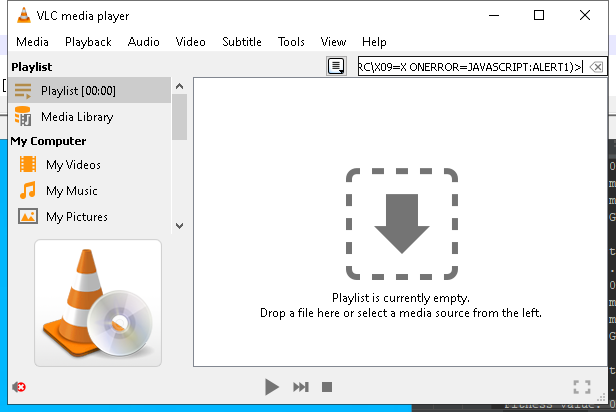 VLC media player
Media Playback Audio Video Subtitle Tools View Help
Playlist
RC\X09=X ONERROR=JAVASCRIPT:ALERT1)>
Playlist [00:00]
Media Library
My Computer
My Videos
My Music
My Pictures
Playlist is currently empty.
Drop a file here or select a media source from the left.